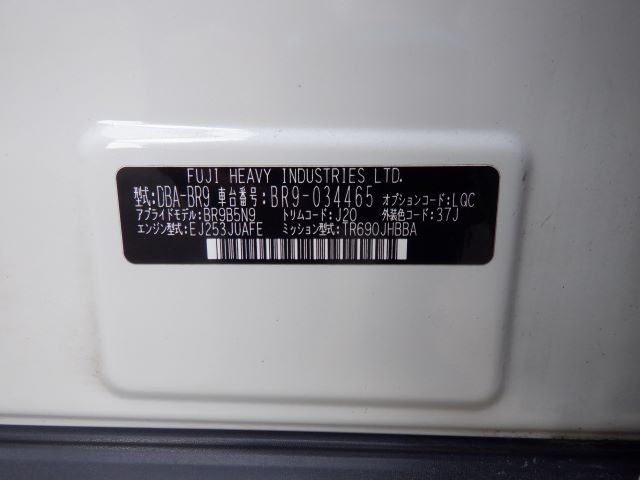 FUJI HEAVY INDUSTRIES LTD.
型式:DBA-BR9 車台番号:BR9-034465 オプションコード:LQC
アプライドモデル:BR9B5N9 トリムコード:J20 外装色コード:37J
エンジン型式:EJ253JUAFE ミッション型式:TR690JHBBA